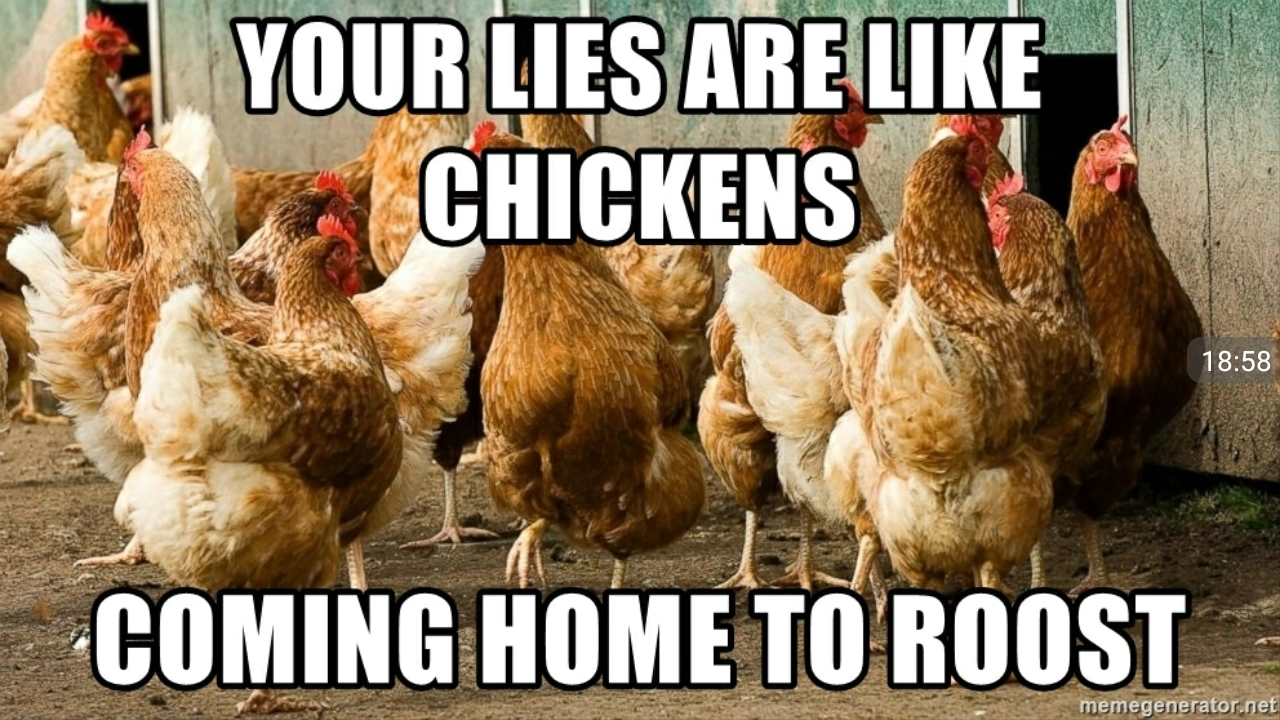 YOUR LIES ARE LIKE
CHICKENS
18:58
COMING HOME TO ROOST
memegenerator.net